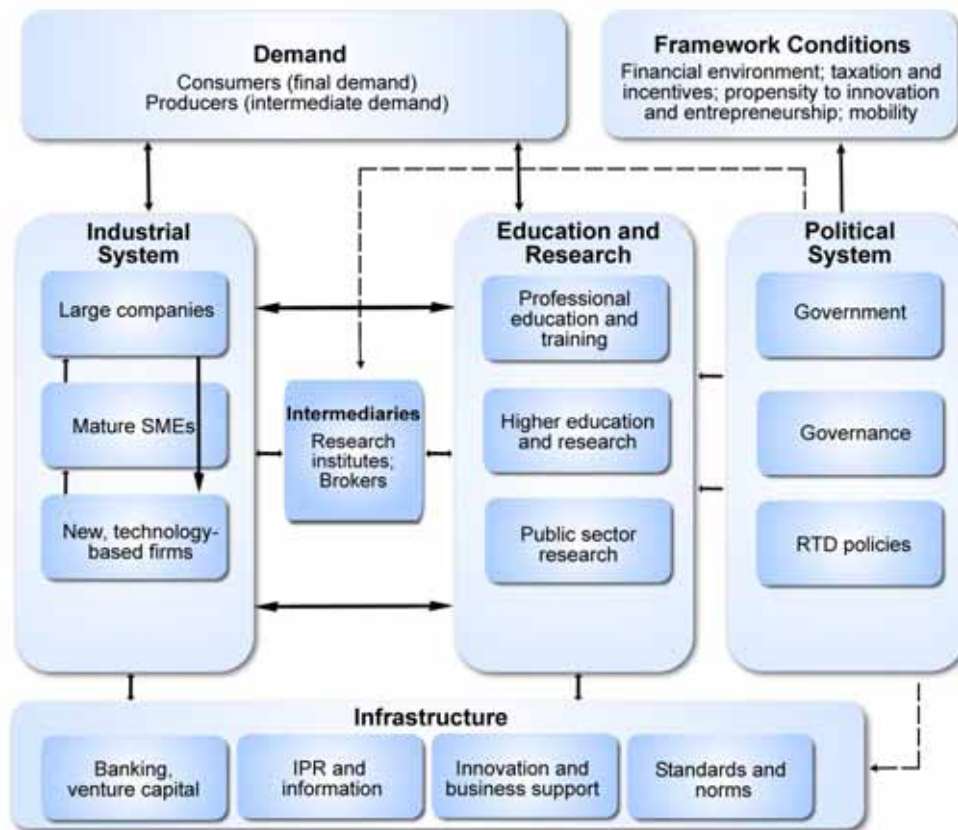 Demand
Consumers (final demand)
Producers (intermediate demand)
Framework Conditions
Financial environment; taxation and
incentives; propensity to innovation
and entrepreneurship; mobility
Industrial
System
Large companies
Mature SMEs
New, technology-
based firms
Intermediaries
Research
institutes;
Brokers
Education and
Research
Professional
education and
training
Higher education
and research
Public sector
research
Political
System
Government
Governance
RTD policies
Infrastructure
Banking,
venture capital
IPR and
information
Innovation and
business support
Standards and
norms